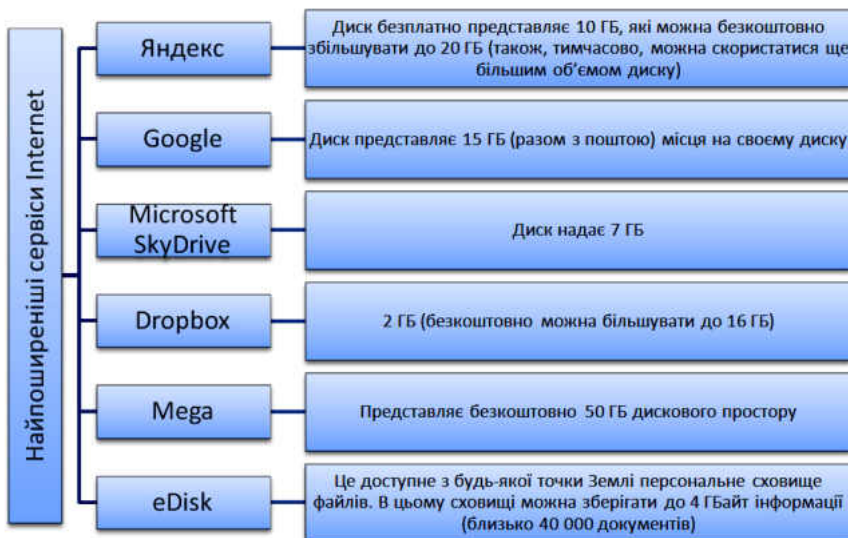 Найпоширеніші сервіси Internet
Яндекс
Диск безплатно представляє 10 ГБ, які можна безкоштовно
збільшувати до 20 ГБ (також, тимчасово, можна скористатися ще
більшим об’ємом диску)
Google
Диск представляє 15 ГБ (разом з поштою) місця на своєму диску
Microsoft
SkyDrive
Диск надає 7 ГБ
Dropbox
2 ГБ (безкоштовно можна більшувати до 16 ГБ)
Mega
Представляє безкоштовно 50 ГБ дискового простору
eDisk
Це доступне з будь-якої точки Землі персональне сховище
файлів. В цьому сховищі можна зберігати до 4 ГБайт інформації
(близько 40 000 документів)